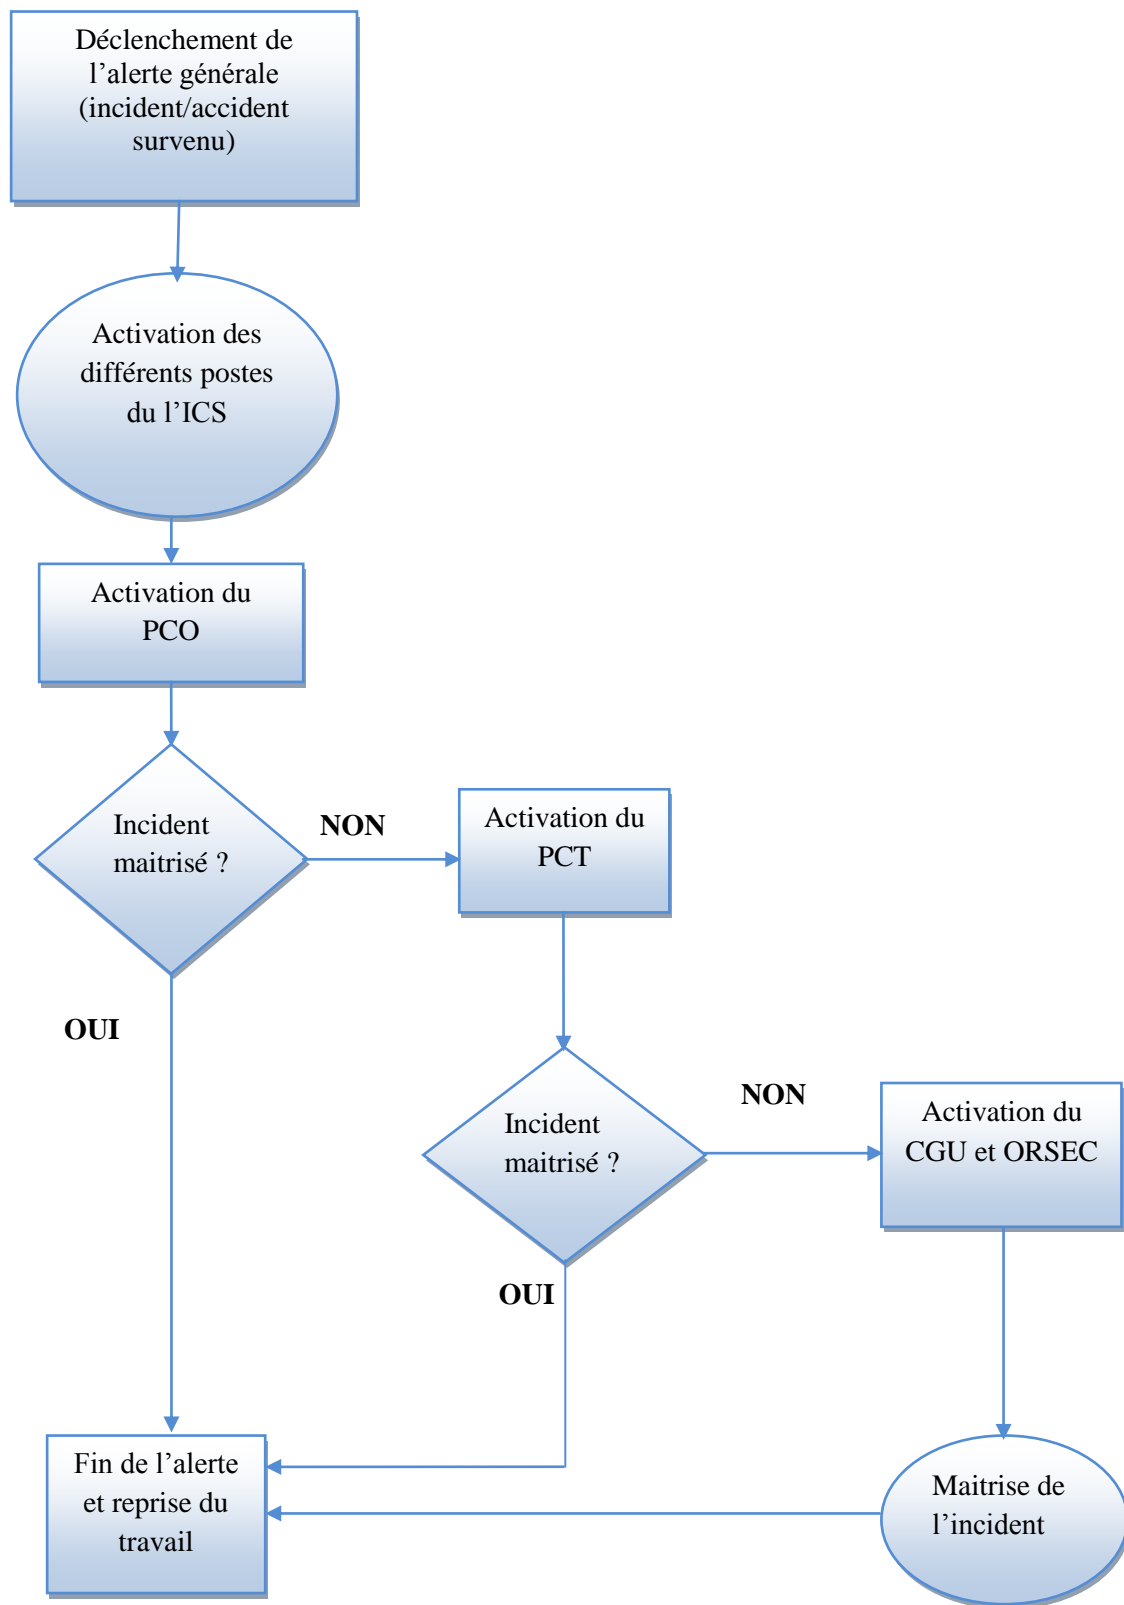 Déclenchement de
l’alerte générale
(incident/accident
survenu)
Activation des
différents postes
du l’ICS
Activation du
PCO
Incident
maitrisé ?
NON
Activation du
PCT
OUI
Incident
maitrisé ?
NON
Activation du
CGU et ORSEC
OUI
Fin de l’alerte
et reprise du
travail
Maitrise de
l’incident